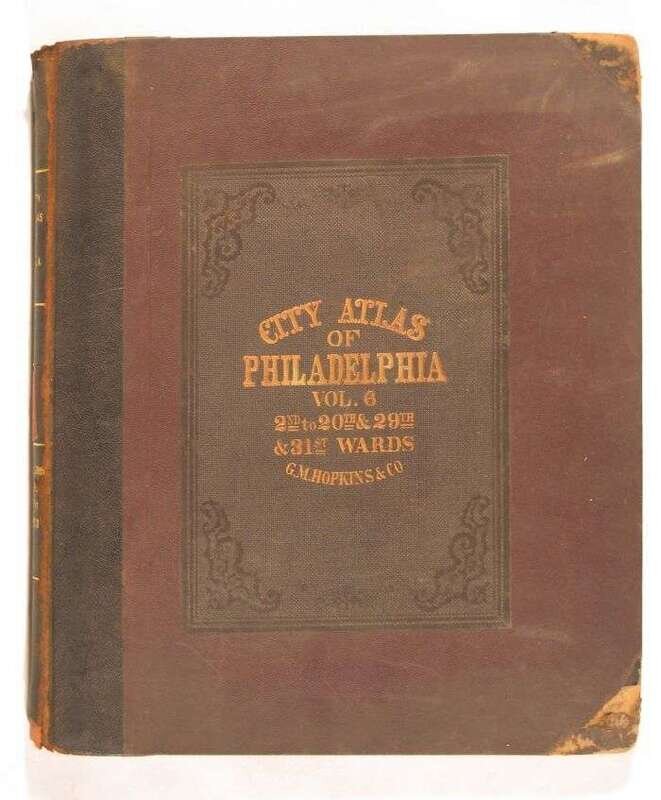 CITY ATLAS
OF
PHILADELPHIA
VOL. 6
2ND to 20TH & 29TH
& 31ST WARDS
G.M. HOPKINS & CO